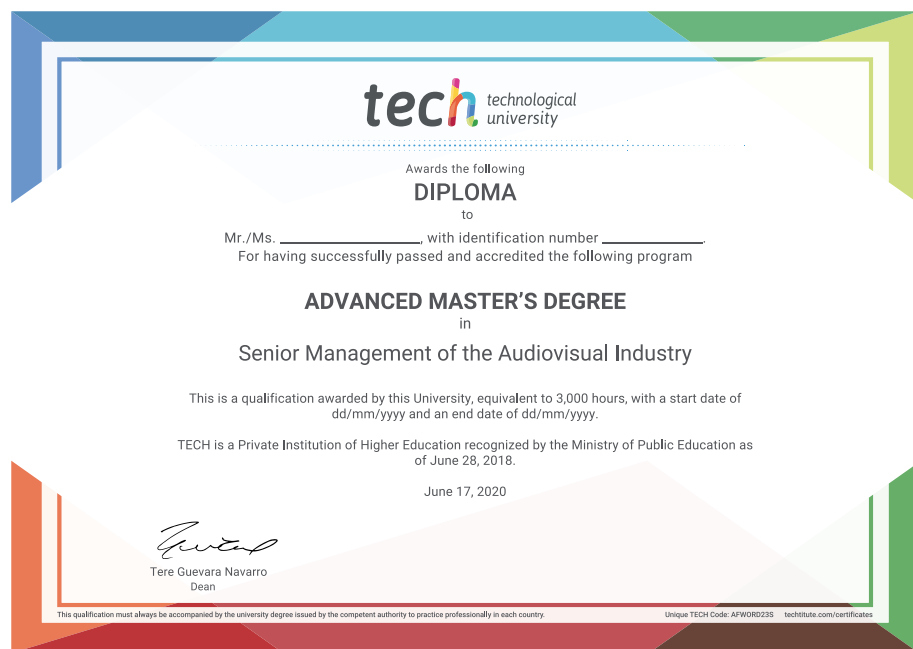 tech technological
university
Awards the following
DIPLOMA
to
Mr./Ms. ____________________, with identification number ______________.
For having successfully passed and accredited the following program
ADVANCED MASTER'S DEGREE
in
Senior Management of the Audiovisual Industry
This is a qualification awarded by this University, equivalent to 3,000 hours, with a start date of
dd/mm/yyyy and an end date of dd/mm/yyyy.
TECH is a Private Institution of Higher Education recognized by the Ministry of Public Education as
of June 28, 2018.
June 17, 2020
Tere Guevara Navarro
Dean
This qualification must always be accompanied by the university degree issued by the competent authority to practice professionally in each country.
Unique TECH Code: AFWORD23S techtitute.com/certificates